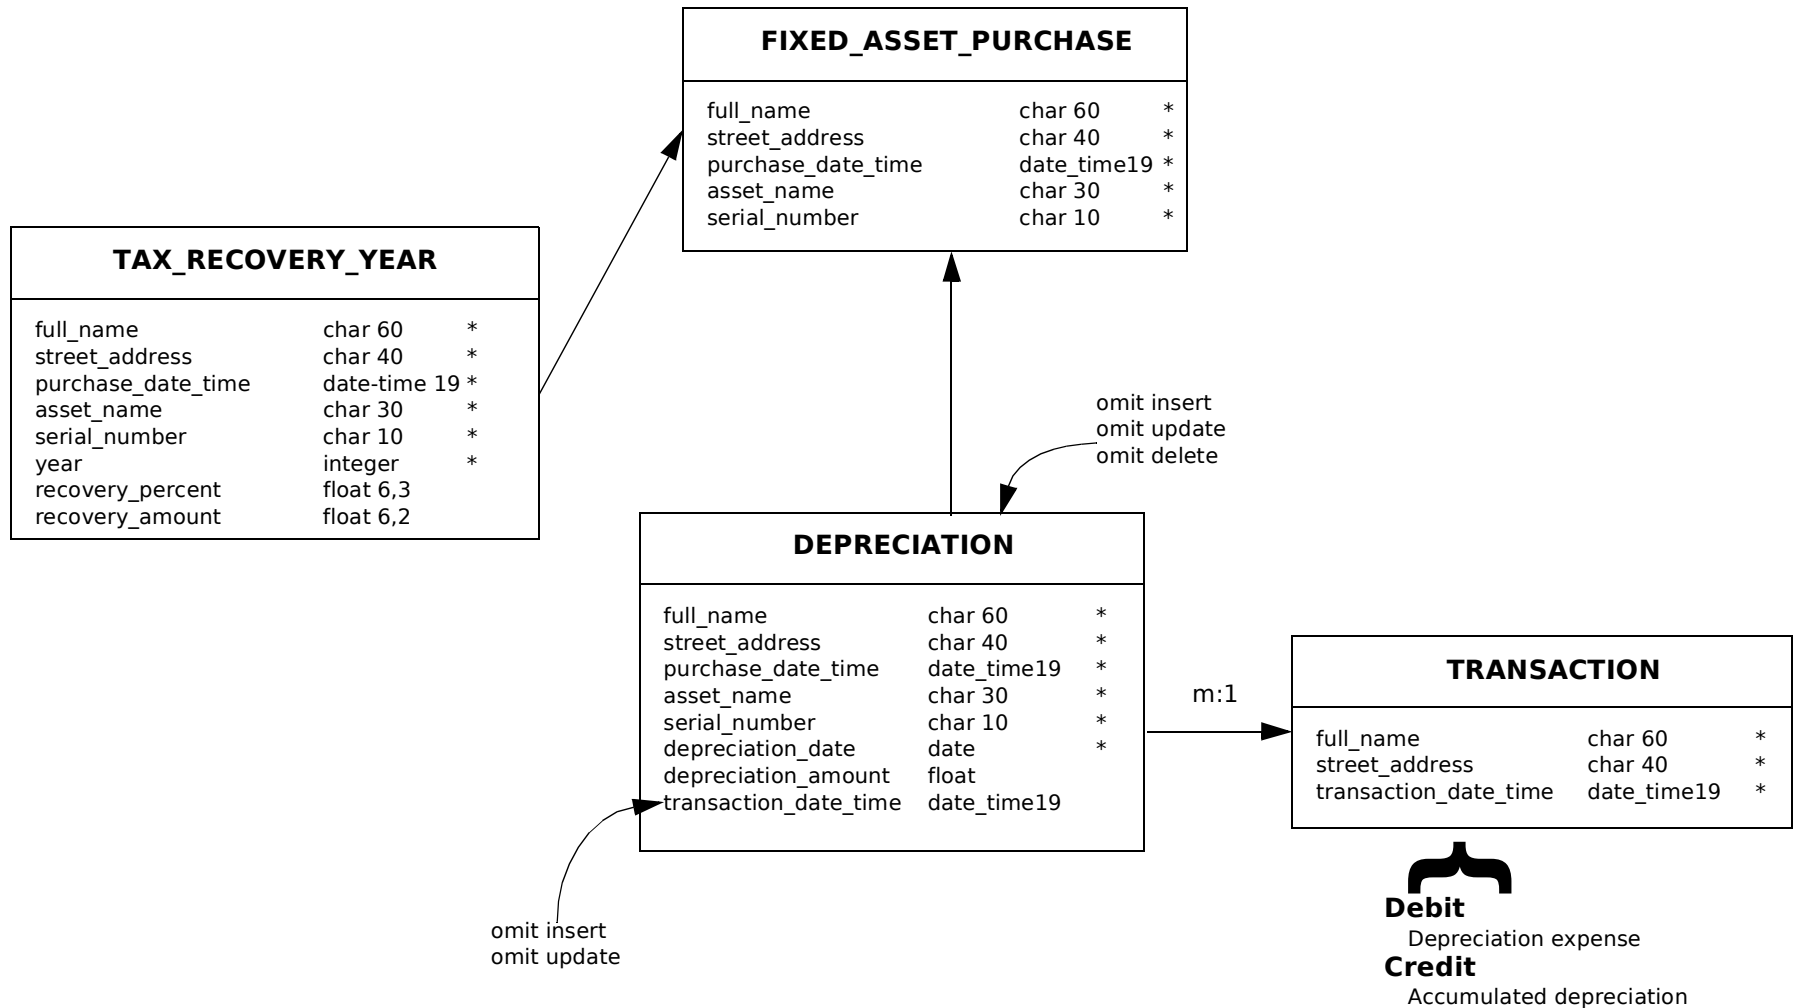 FIXED_ASSET_PURCHASE
full_name char 60 *
street_address char 40 *
purchase_date_time date_time19 *
asset_name char 30 *
serial_number char 10 *
TAX_RECOVERY_YEAR
full_name char 60 *
street_address char 40 *
purchase_date_time date-time 19 *
asset_name char 30 *
serial_number char 10 *
year integer *
recovery_percent float 6,3
recovery_amount float 6,2
omit insert
omit update
omit delete
DEPRECIATION
full_name char 60 *
street_address char 40 *
purchase_date_time date_time19 *
asset_name char 30 *
serial_number char 10 *
depreciation_date date *
depreciation_amount float
transaction_date_time date_time19
omit insert
omit update
m:1
TRANSACTION
full_name char 60 *
street_address char 40 *
transaction_date_time date_time19 *
Debit
Depreciation expense
Credit
Accumulated depreciation